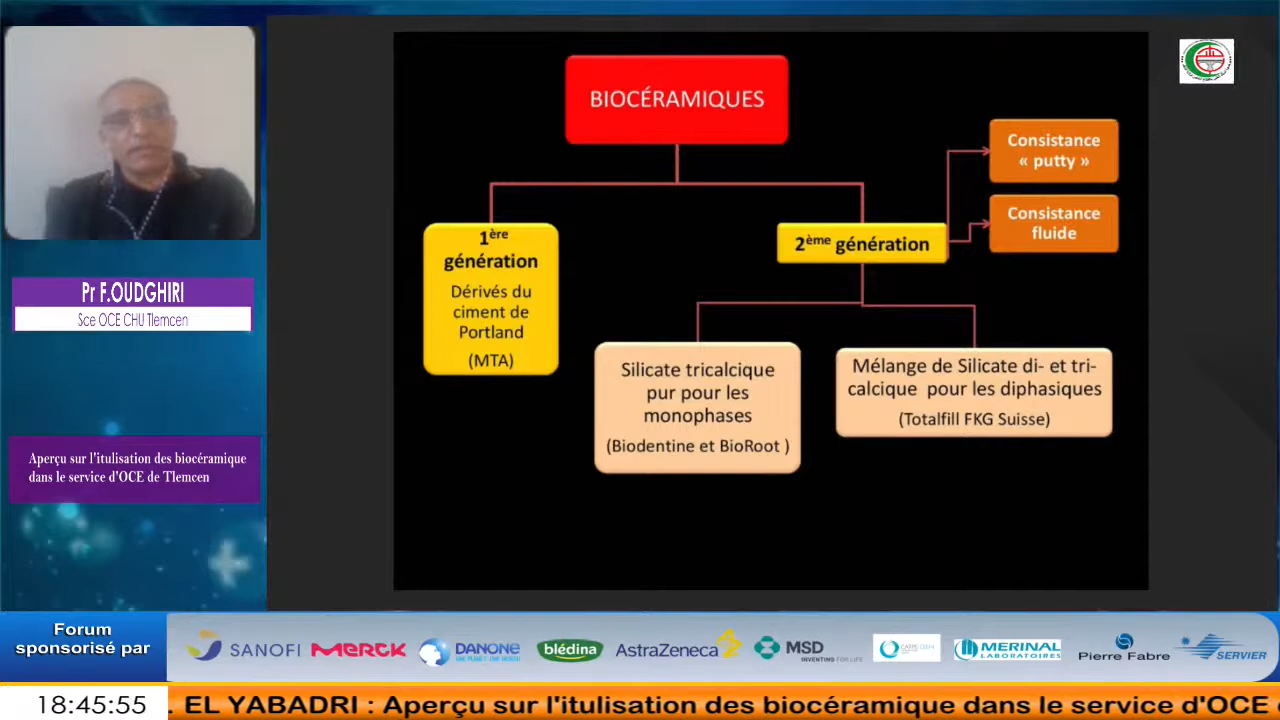 BIOCÉRAMIQUES
Consistance
« putty »
Consistance
fluide
1ère
génération
Dérivés du
ciment de
Portland
(MTA)
2ème génération
Silicate tricalcique
pur pour les
monophases
(Biodentine et BioRoot )
Mélange de Silicate di- et tri-
calcique pour les diphasiques
(Totalfill FKG Suisse)
Pr F.OUDGHIRI
Sce OCE CHU Tlemcen
Aperçu sur l'itulisation des biocéramique
dans le service d'OCE de Tlemcen
Forum
sponsorisé par
SANOFI
MERCK
DANONE
blédina
AstraZeneca
MSD
INVENTING FOR LIFE
MERINAL
LABORATOIRES
Pierre Fabre
SERVIER
18:45:55
. EL YABADRI : Aperçu sur l'itulisation des biocéramique dans le service d'OCE